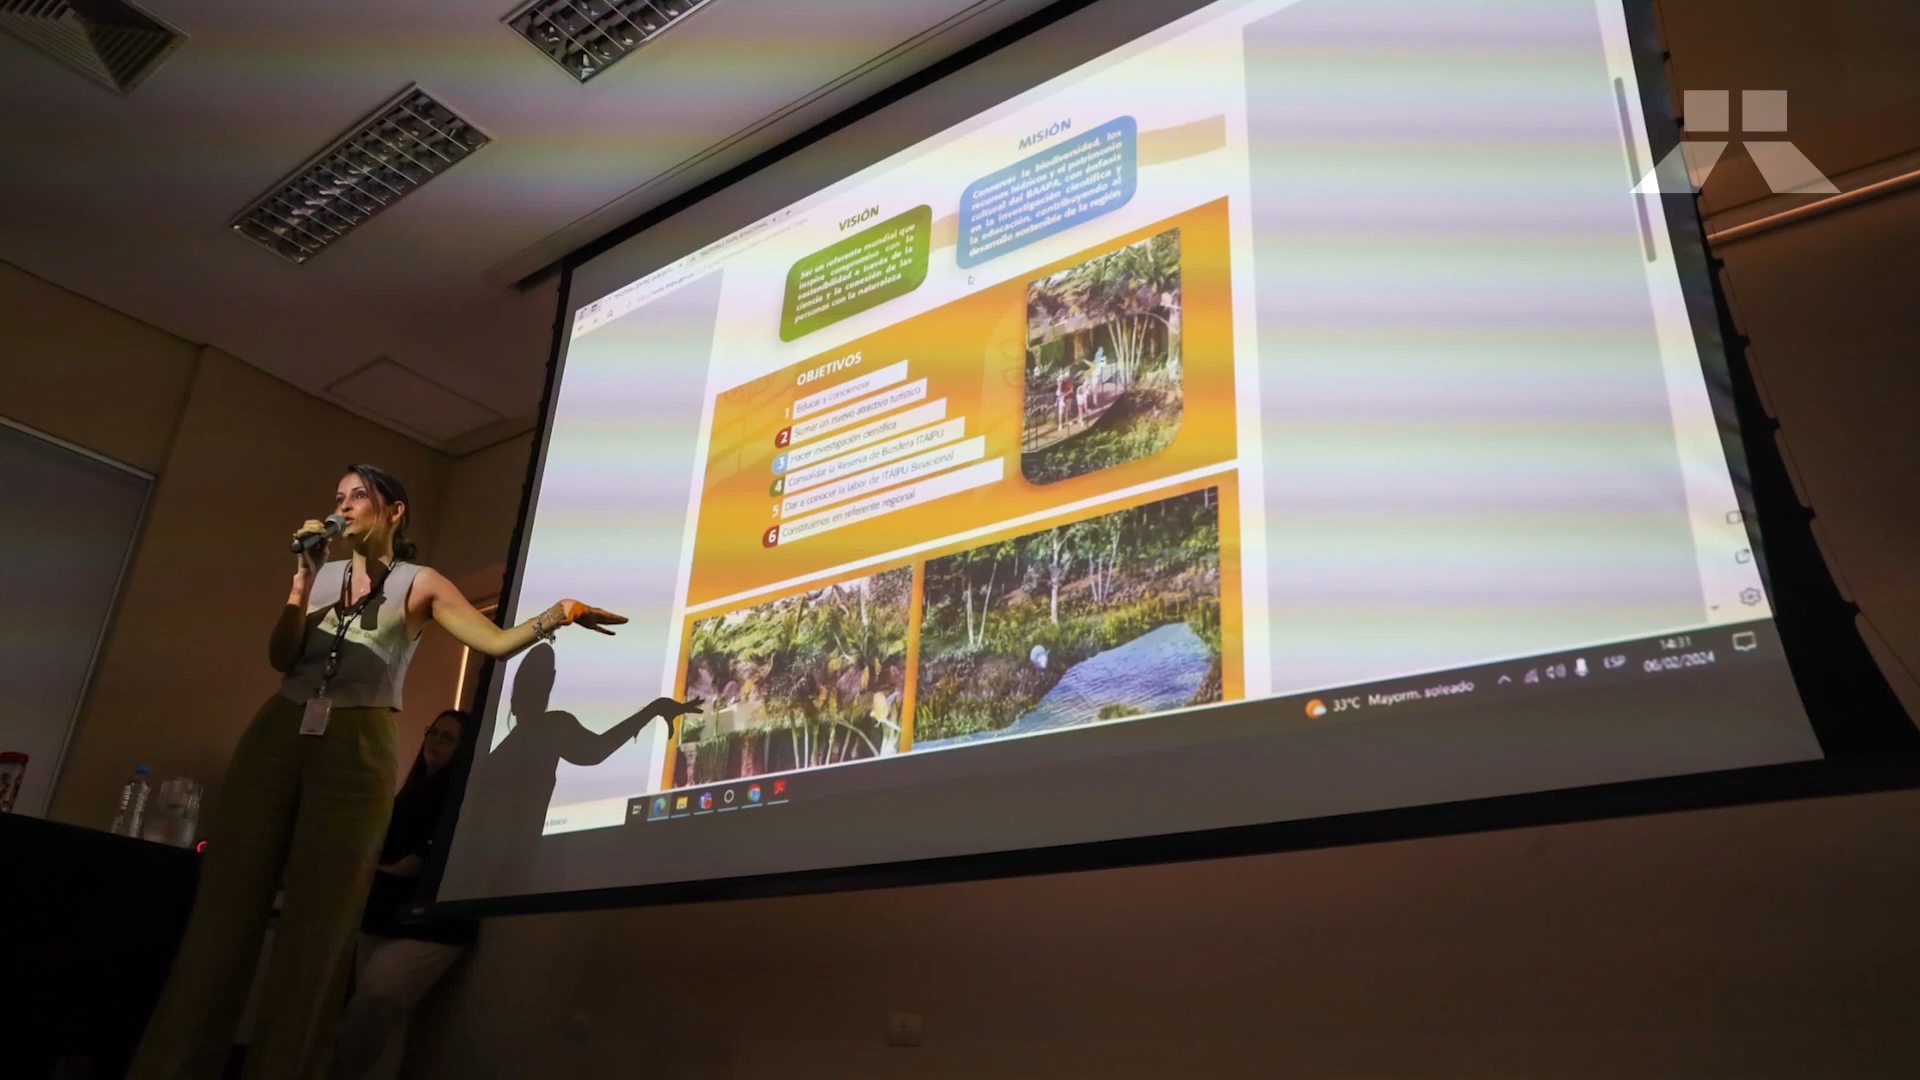 MISIÓN
Conservar la biodiversidad, los
recursos hídricos y el patrimonio
cultural del BAAPA, con énfasis
en la investigación científica y
la educación, contribuyendo al
desarrollo sostenible de la región
VISIÓN
Ser un referente mundial que
inspira compromiso con la
sostenibilidad a través de la
ciencia y la conexión de las
personas con la naturaleza
OBJETIVOS
1 Educar y concienciar
2 Sumar un nuevo atractivo turístico
3 Hacer investigación científica
4 Consolidar la Reserva de Biosfera ITAIPU
5 Dar a conocer la labor de ITAIPU Binacional
6 Constituirnos en referente regional
33°C Mayorm. soleado
ESP
14:31
06/02/2024